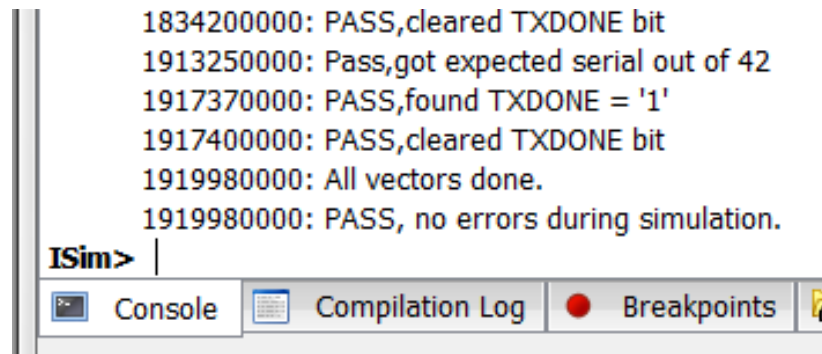 1834200000: PASS,cleared TXDONE bit
1913250000: Pass,got expected serial out of 42
1917370000: PASS,found TXDONE = '1'
1917400000: PASS,cleared TXDONE bit
1919980000: All vectors done.
1919980000: PASS, no errors during simulation.
ISim>
Console Compilation Log Breakpoints